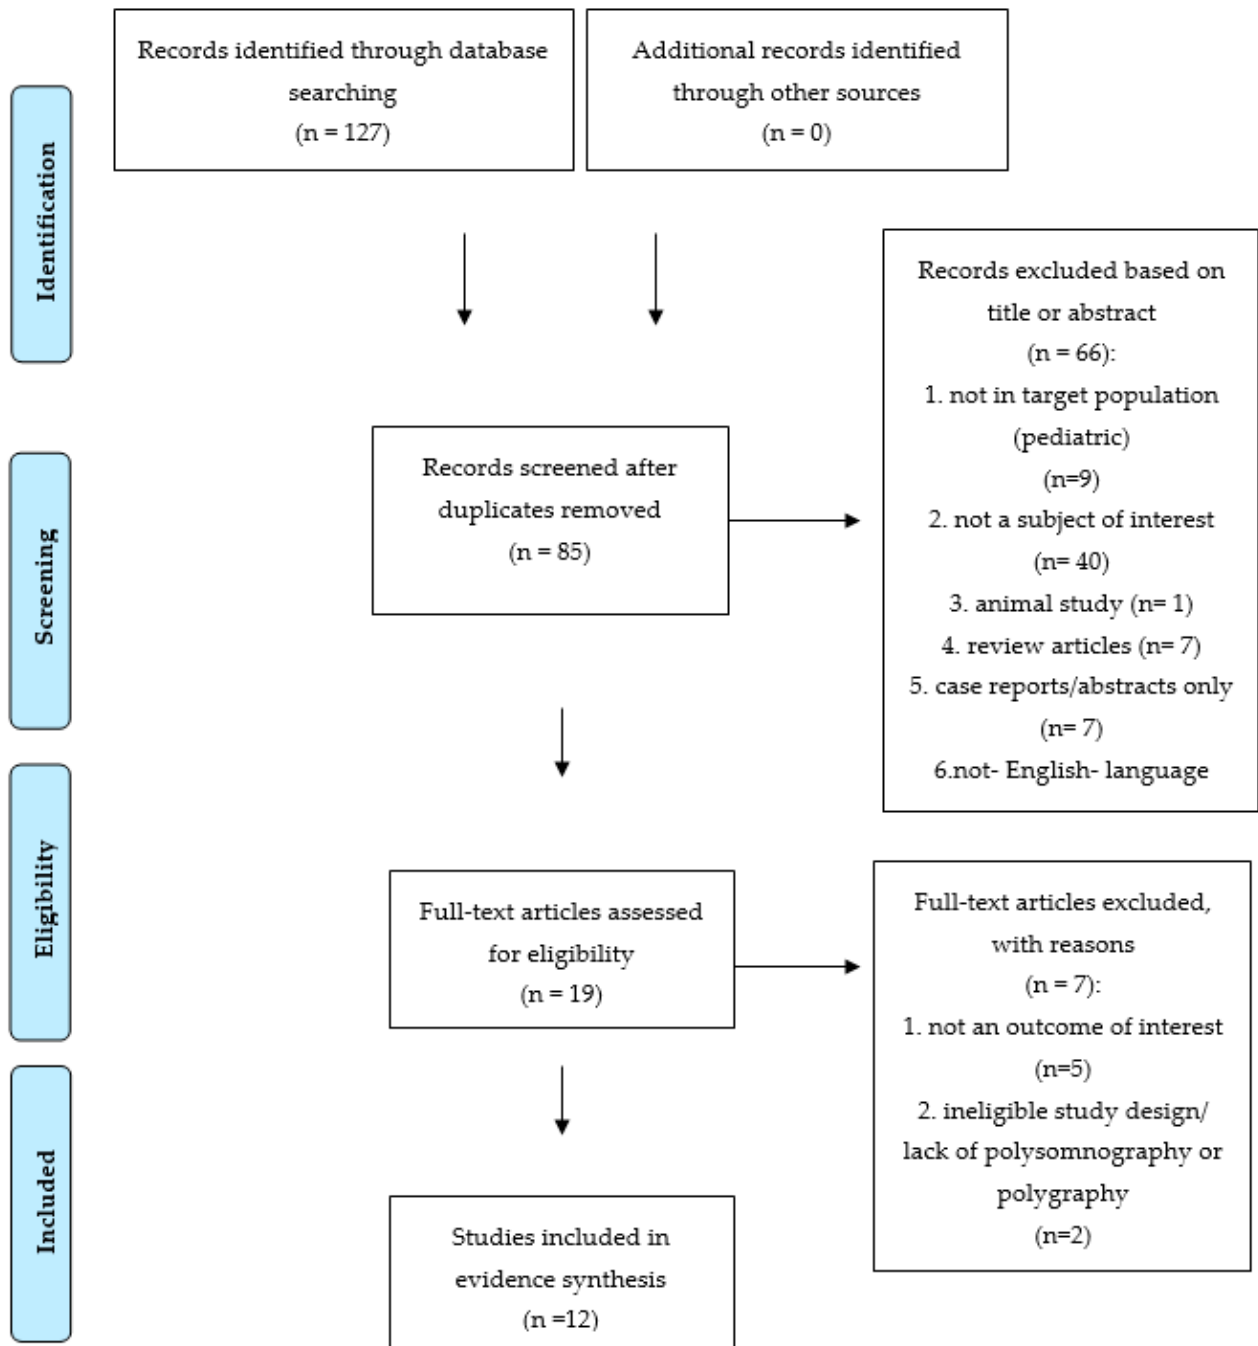 Records identified through database
searching
(n = 127)
Additional records identified
through other sources
(n = 0)
Identification
Records excluded based on
title or abstract
(n = 66):
1. not in target population
(pediatric)
(n=9)
2. not a subject of interest
(n= 40)
3. animal study (n= 1)
4. review articles (n= 7)
5. case reports/abstracts only
(n= 7)
6.not- English- language
Screening
Records screened after
duplicates removed
(n = 85)
Eligibility
Full-text articles assessed
for eligibility
(n = 19)
Full-text articles excluded,
with reasons
(n = 7):
1. not an outcome of interest
(n=5)
2. ineligible study design/
lack of polysomnography or
polygraphy
(n=2)
Included
Studies included in
evidence synthesis
(n =12)